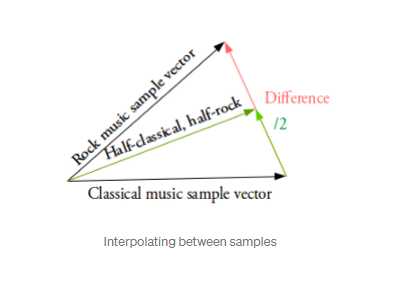 Rock music sample vector
Difference
Half-classical, half-rock
/2
Classical music sample vector
Interpolating between samples